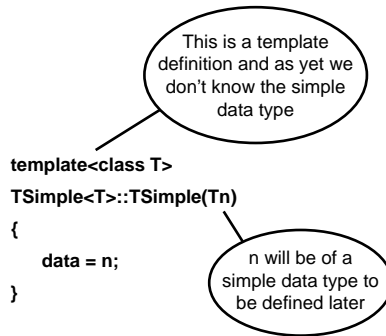 This is a template
definition and as yet we
don’t know the simple
data type
template<class T>
TSimple<T>::TSimple(Tn)
{
data = n;
}
n will be of a
simple data type to
be defined later